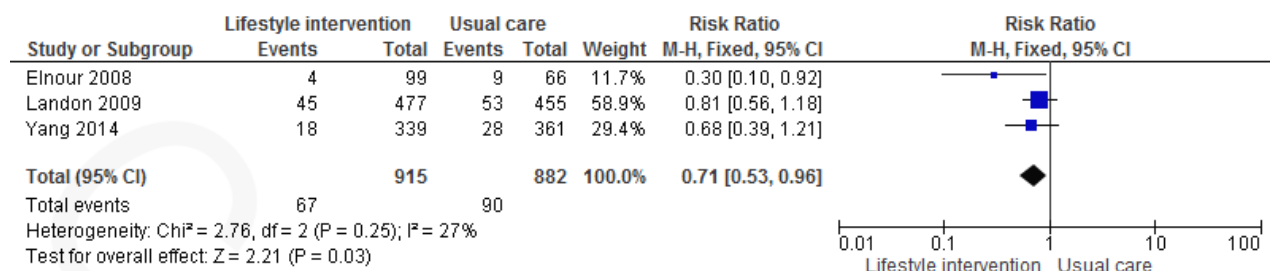 Lifestyle intervention Usual care Risk Ratio Risk Ratio
Study or Subgroup Events Total Events Total Weight M-H, Fixed, 95% CI M-H, Fixed, 95% CI
Elnour 2008 4 99 9 66 11.7% 0.30 [0.10, 0.92]
Landon 2009 45 477 53 455 58.9% 0.81 [0.56, 1.18]
Yang 2014 18 339 28 361 29.4% 0.68 [0.39, 1.21]
Total (95% CI) 915 882 100.0% 0.71 [0.53, 0.96]
Total events 67 90
Heterogeneity: Chi² = 2.76, df = 2 (P = 0.25); I² = 27%
Test for overall effect: Z = 2.21 (P = 0.03)
0.01 0.1 1 10 100
Lifestyle intervention Usual care